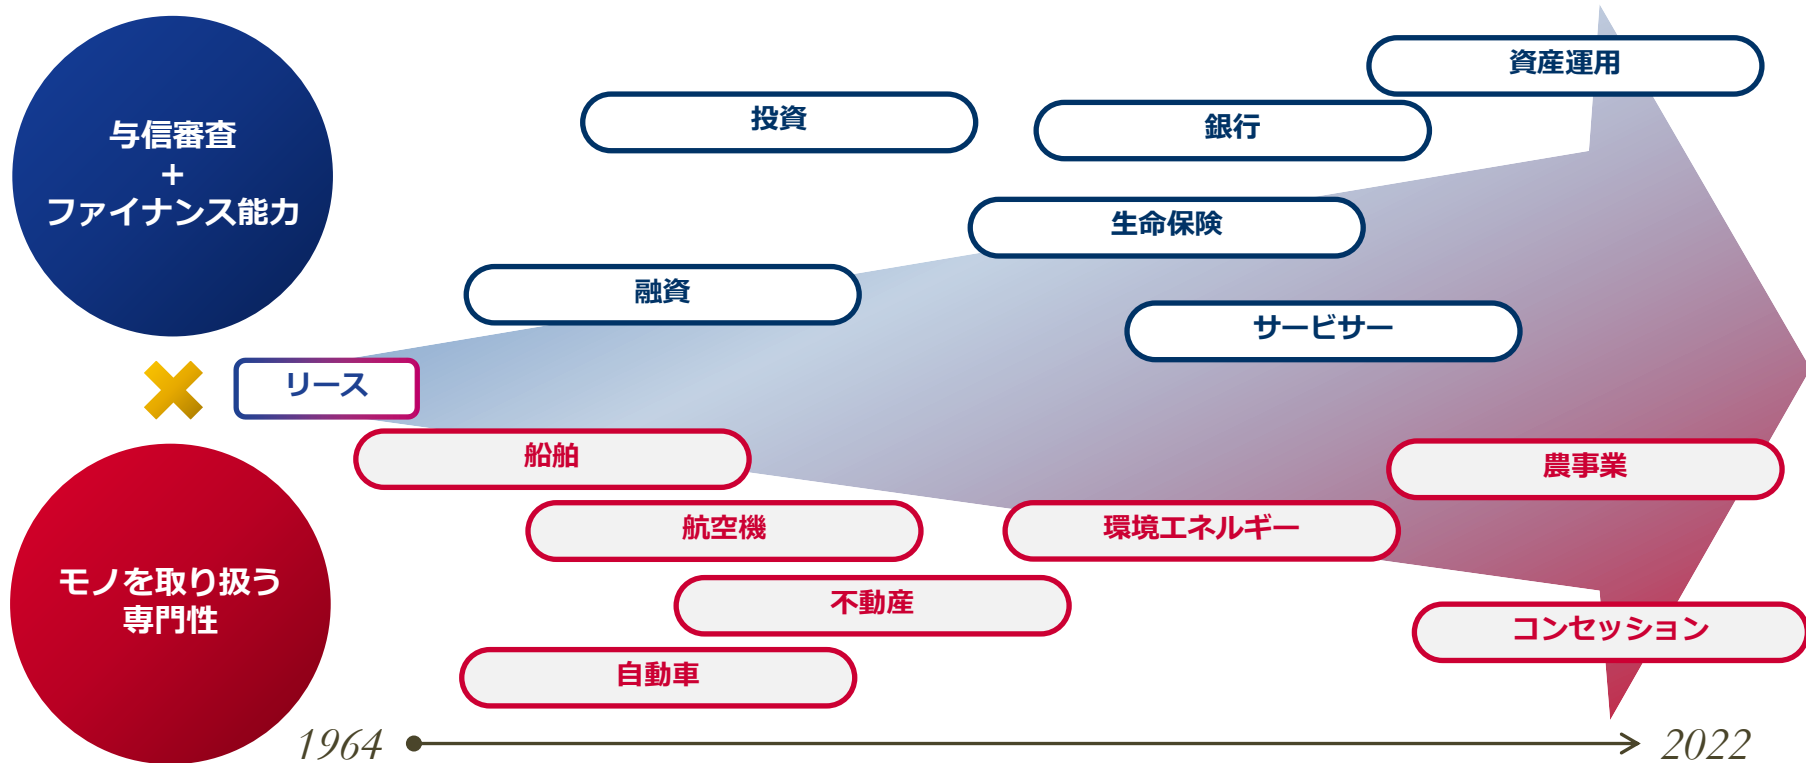 与信審査
+
ファイナンス能力
モノを取り扱う
専門性
リース
資産運用
投資
銀行
生命保険
融資
サービサー
船舶
農事業
航空機
環境エネルギー
不動産
コンセッション
自動車
1964
2022